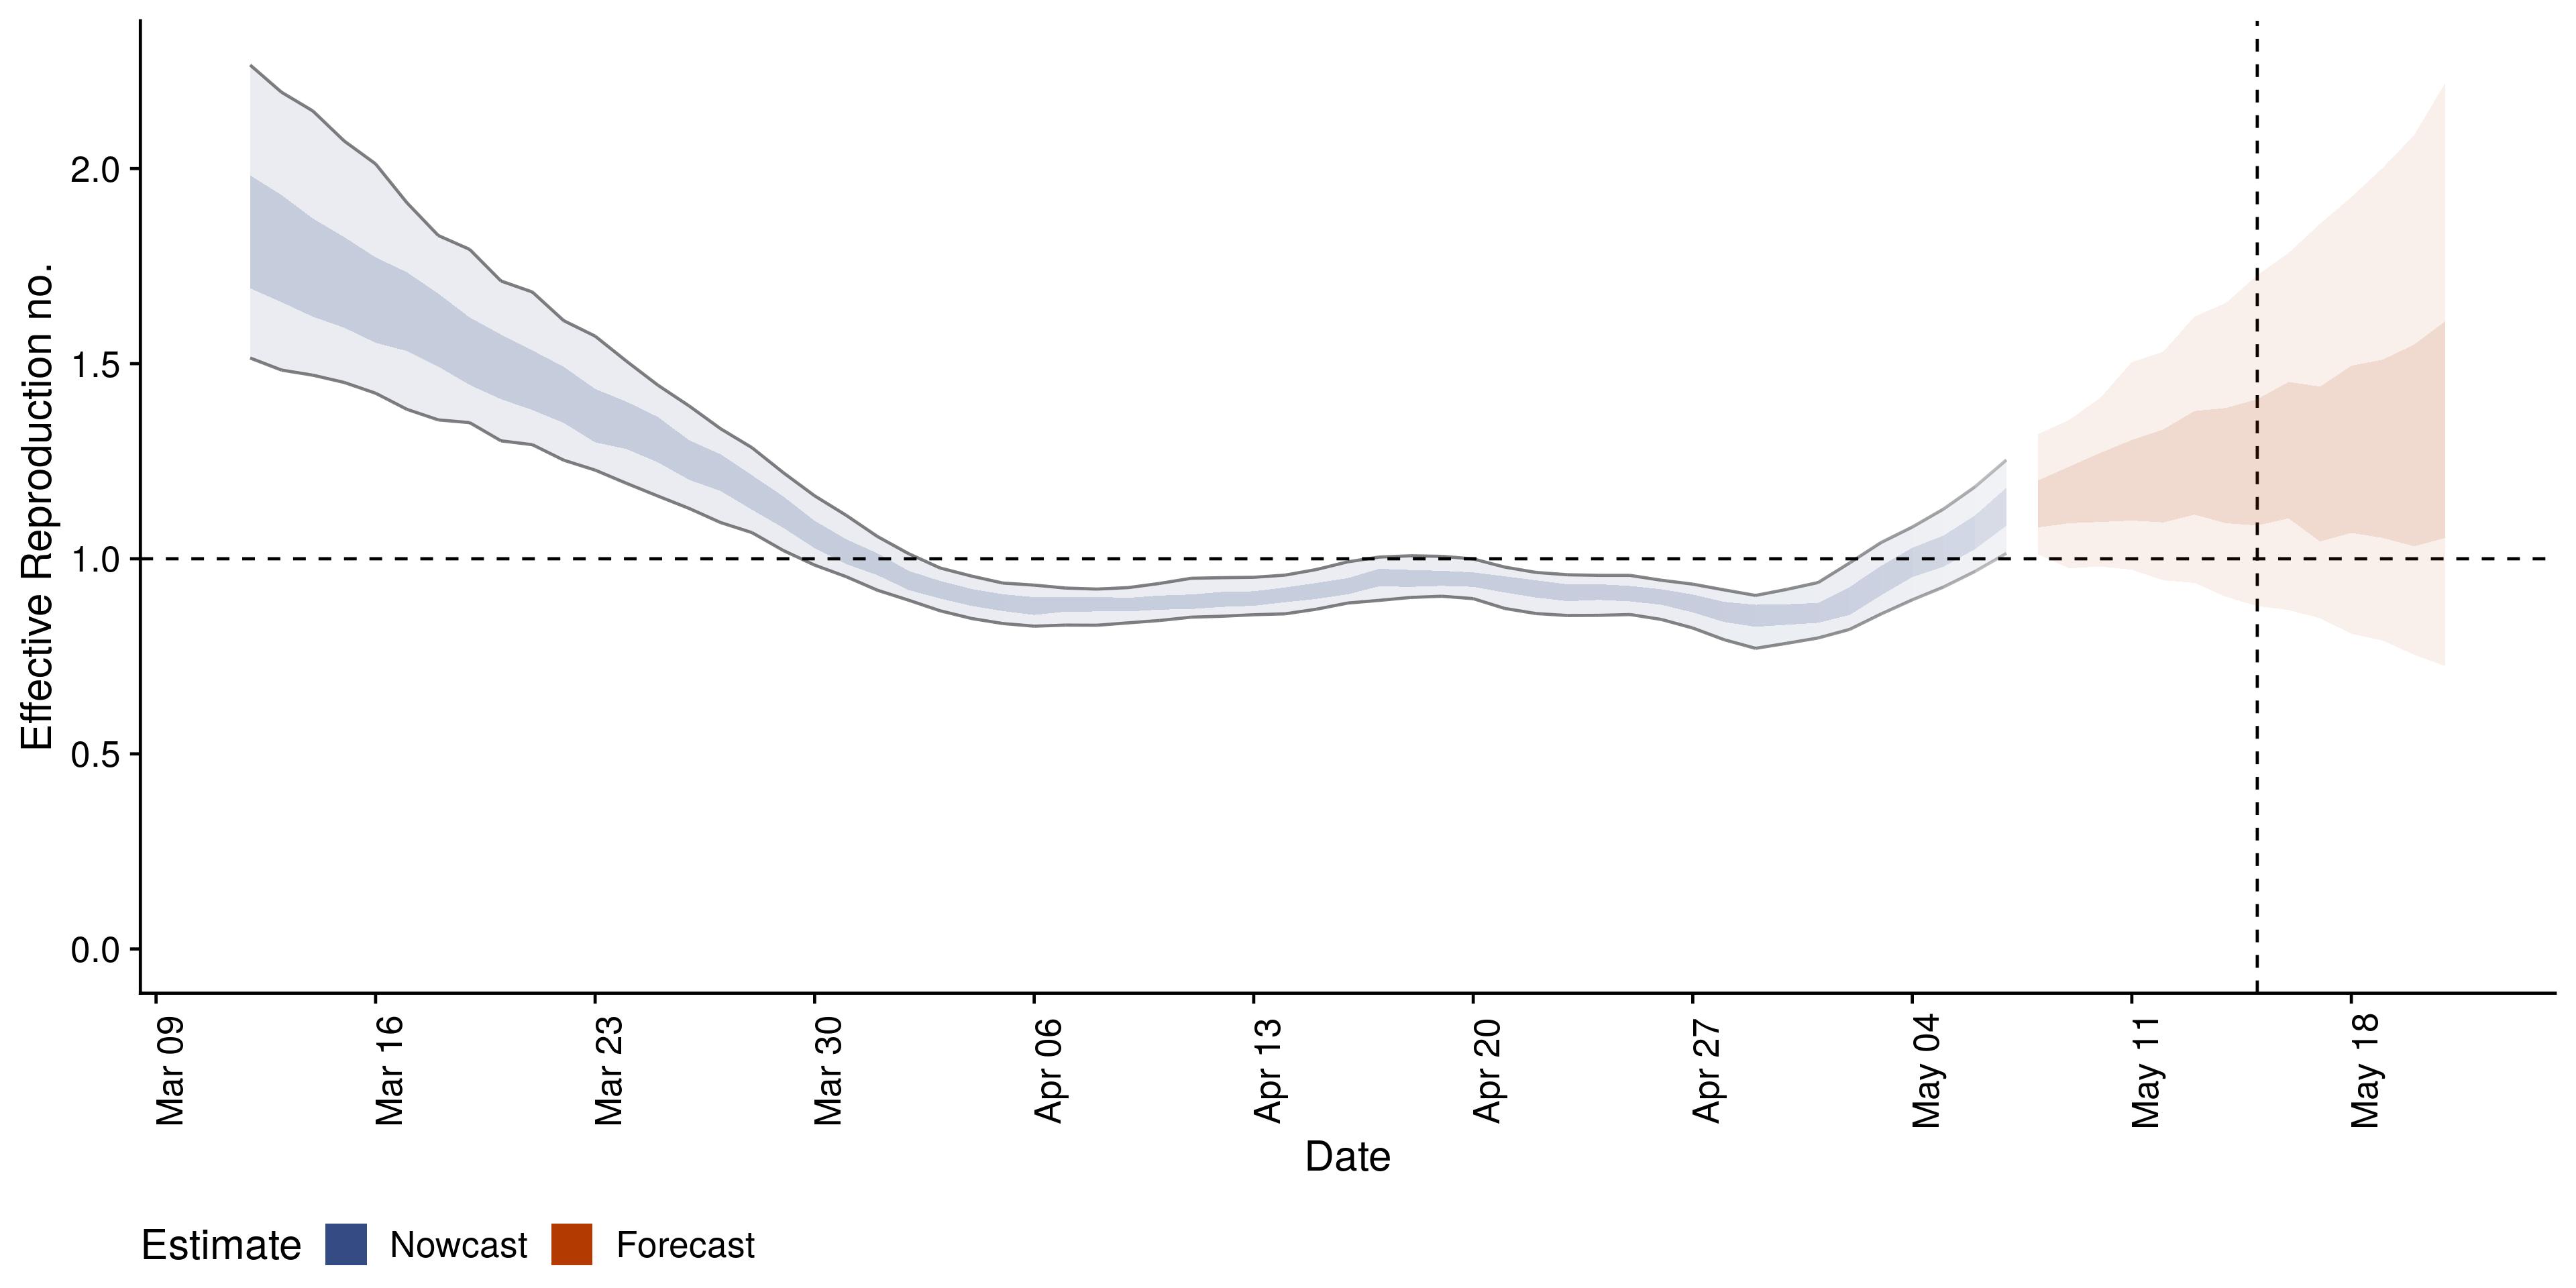 Effective Reproduction no.
2.0
1.5
1.0
0.5
0.0
Mar 09
Mar 16
Mar 23
Mar 30
Apr 06
Apr 13
Apr 20
Apr 27
May 04
May 11
May 18
Date
Estimate Nowcast Forecast